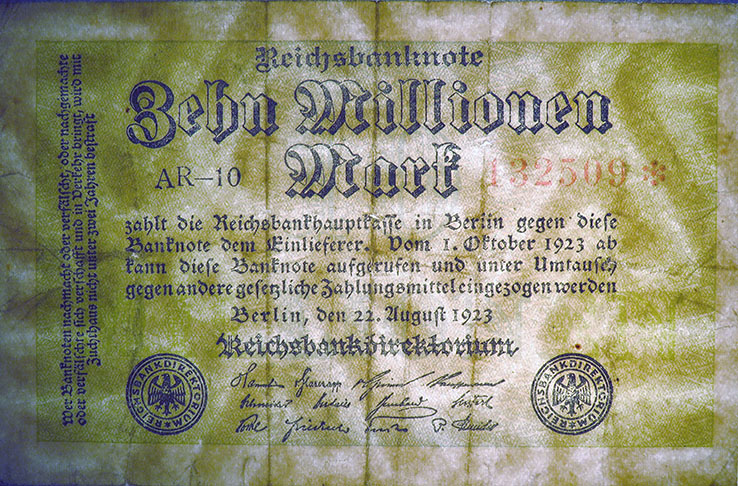 Reichsbanknote
Zehn Millionen
Mark
AR—10
132509 *
zahlt die Reichsbankhauptkasse in Berlin gegen diese
Banknote dem Einlieferer. Vom 1. Oktober 1923 ab
kann diese Banknote aufgerufen und unter Umtausch
gegen andere gesetzliche Zahlungsmittel eingezogen werden
Berlin, den 22. August 1923
Reichsbankdirektorium
REICHSBANKDIREKTORIUM
REICHSBANKDIREKTORIUM
Wer Banknoten nachmacht oder verfälscht, oder nachgemachte
oder verfälschte sich verschafft und in Verkehr bringt, wird mit
Zuchthaus nicht unter zwei Jahren bestraft